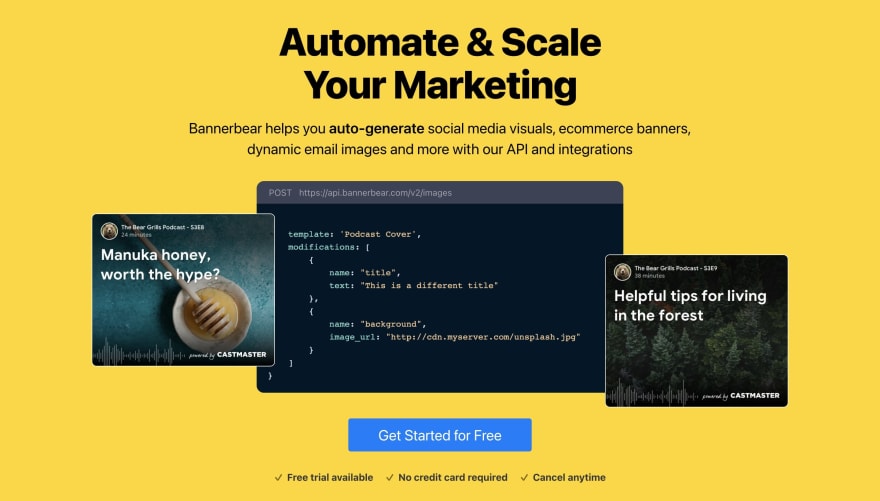 Automate & Scale
Your Marketing
Bannerbear helps you auto-generate social media visuals, ecommerce banners,
dynamic email images and more with our API and integrations
POST https://api.bannerbear.com/v2/images
template: 'Podcast Cover',
modifications: [
{
name: "title",
text: "This is a different title"
},
{
name: "background",
image_url: "http://cdn.myserver.com/unsplash.jpg"
}
]
}
The Bear Grills Podcast - S3E8
24 minutes
Manuka honey,
worth the hype?
powered by CASTMASTER
The Bear Grills Podcast - S3E9
38 minutes
Helpful tips for living
in the forest
powered by CASTMASTER
Get Started for Free
✓ Free trial available ✓ No credit card required ✓ Cancel anytime